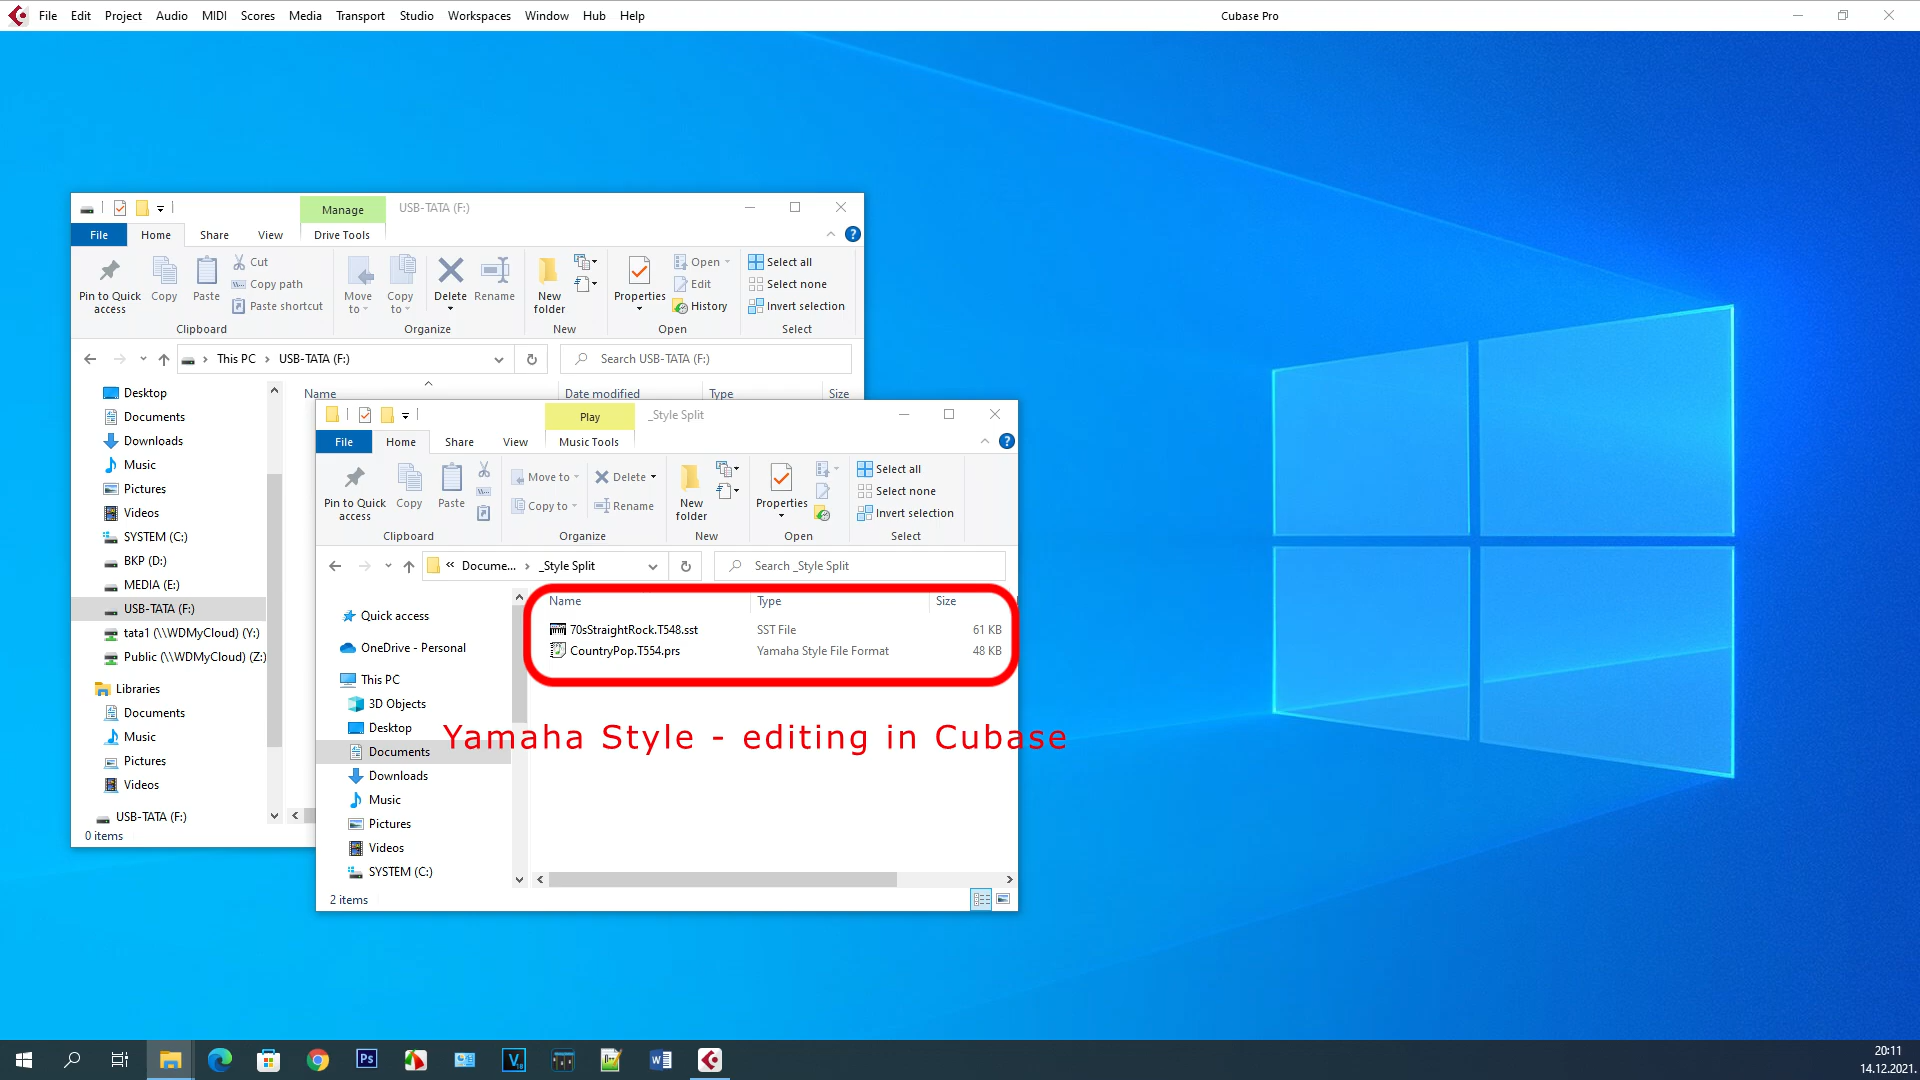 File Edit Project Audio MIDI Scores Media Transport Studio Workspaces Window Hub Help
Cubase Pro
Manage USB-TATA (F:)
File Home Share View Drive Tools
Pin to Quick access
Copy
Paste
Cut
Copy path
Paste shortcut
Clipboard
Move to
Copy to
Delete
Rename
Organize
New folder
New
Properties
Open
Edit
History
Open
Select all
Select none
Invert selection
Select
This PC USB-TATA (F:)
Search USB-TATA (F:)
Name Date modified Type Size
Desktop
Documents
Downloads
Music
Pictures
Videos
SYSTEM (C:)
BKP (D:)
MEDIA (E:)
USB-TATA (F:)
tata1 (\\WDMyCloud) (Y:)
Public (\\WDMyCloud) (Z:)
Libraries
Documents
Music
Pictures
Videos
USB-TATA (F:)
0 items
Play _Style Split
File Home Share View Music Tools
Pin to Quick access
Copy
Paste
Clipboard
Move to
Copy to
Delete
Rename
Organize
New folder
New
Properties
Open
Select all
Select none
Invert selection
Select
« Docume... _Style Split
Search _Style Split
Quick access
OneDrive - Personal
This PC
3D Objects
Desktop
Documents
Downloads
Music
Pictures
Videos
SYSTEM (C:)
Name Type Size
70sStraightRock.T548.sst SST File 61 KB
CountryPop.T554.prs Yamaha Style File Format 48 KB
Yamaha Style - editing in Cubase
2 items
Ps
20:11
14.12.2021.